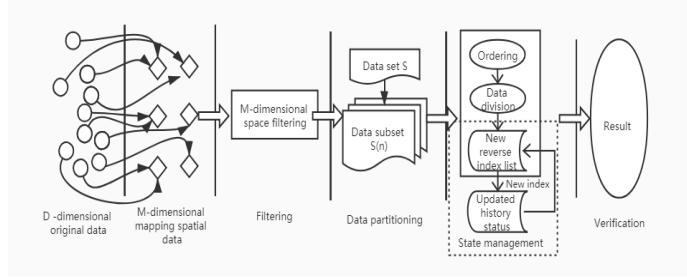 D -dimensional
original data
M-dimensional
mapping spatial
data
M-dimensional
space filtering
Filtering
Data set S
Data subset
S(n)
Data partitioning
Ordering
Data
division
New
reverse
index list
New index
Updated
history
status
State management
Result
Verification